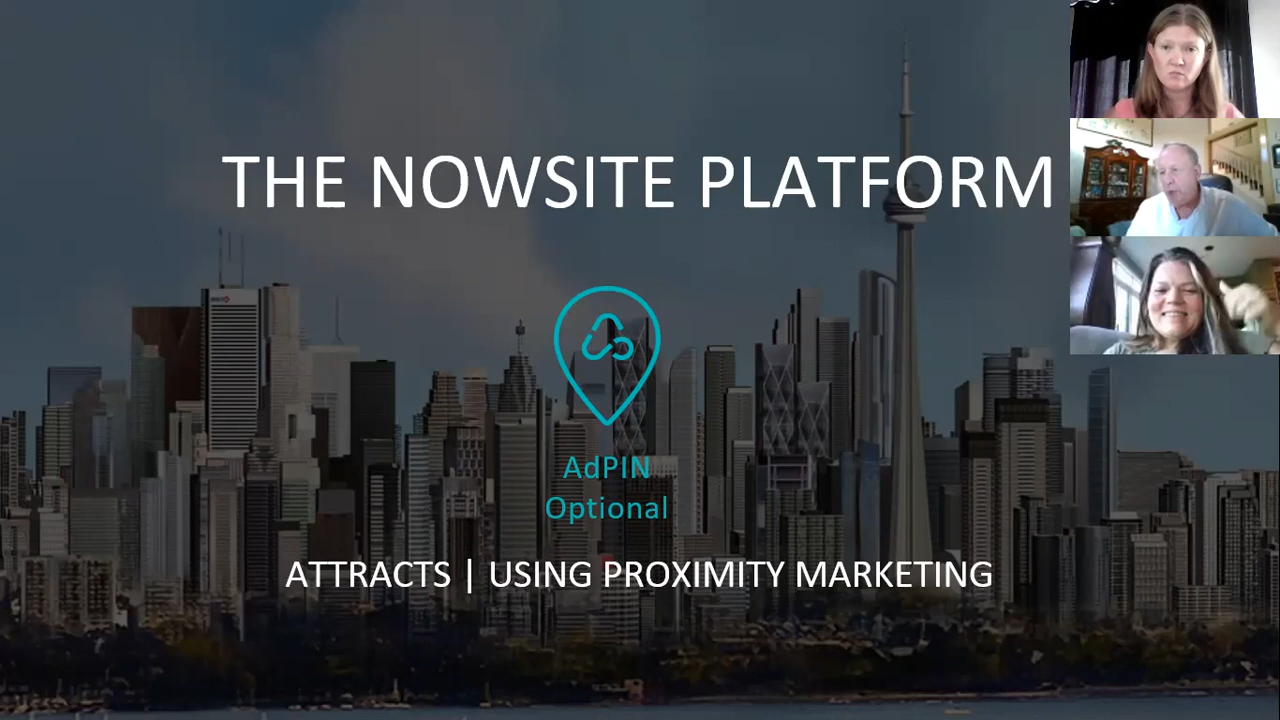 THE NOWSITE PLATFORM
AdPIN
Optional
ATTRACTS | USING PROXIMITY MARKETING